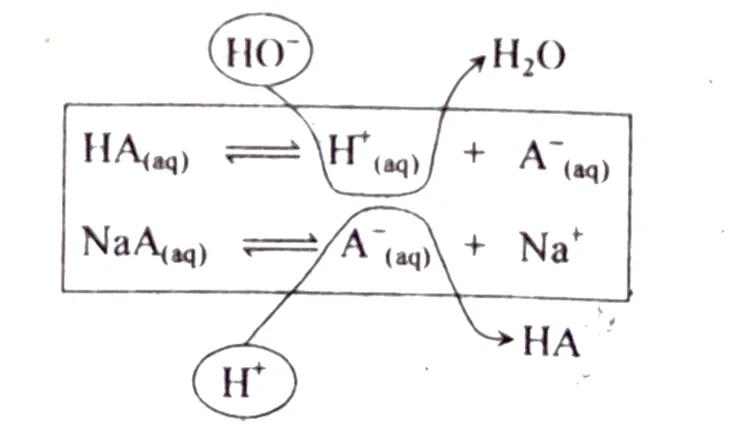 HO⁻ H₂O
HA(aq) ⇌ H⁺(aq) + A⁻(aq)
NaA(aq) ⇌ A⁻(aq) + Na⁺
HA
H⁺